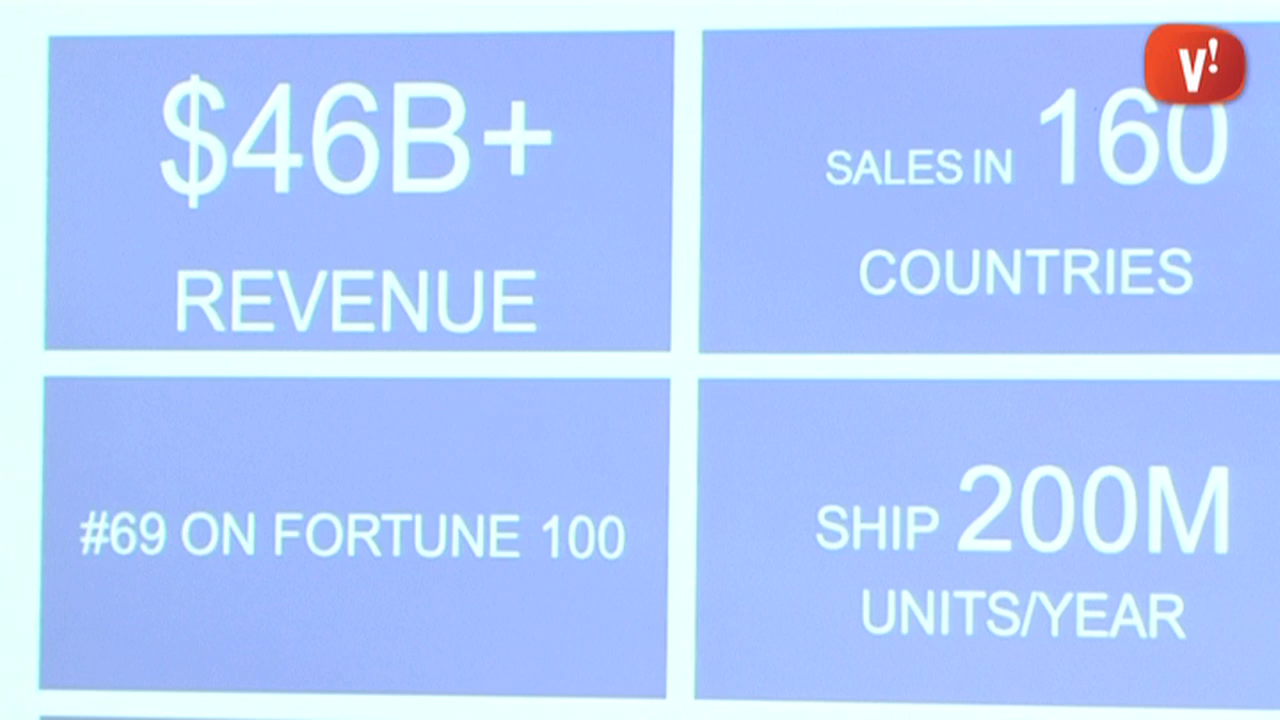 V!
$46B+
REVENUE
SALES IN 160
COUNTRIES
#69 ON FORTUNE 100
SHIP 200M
UNITS/YEAR